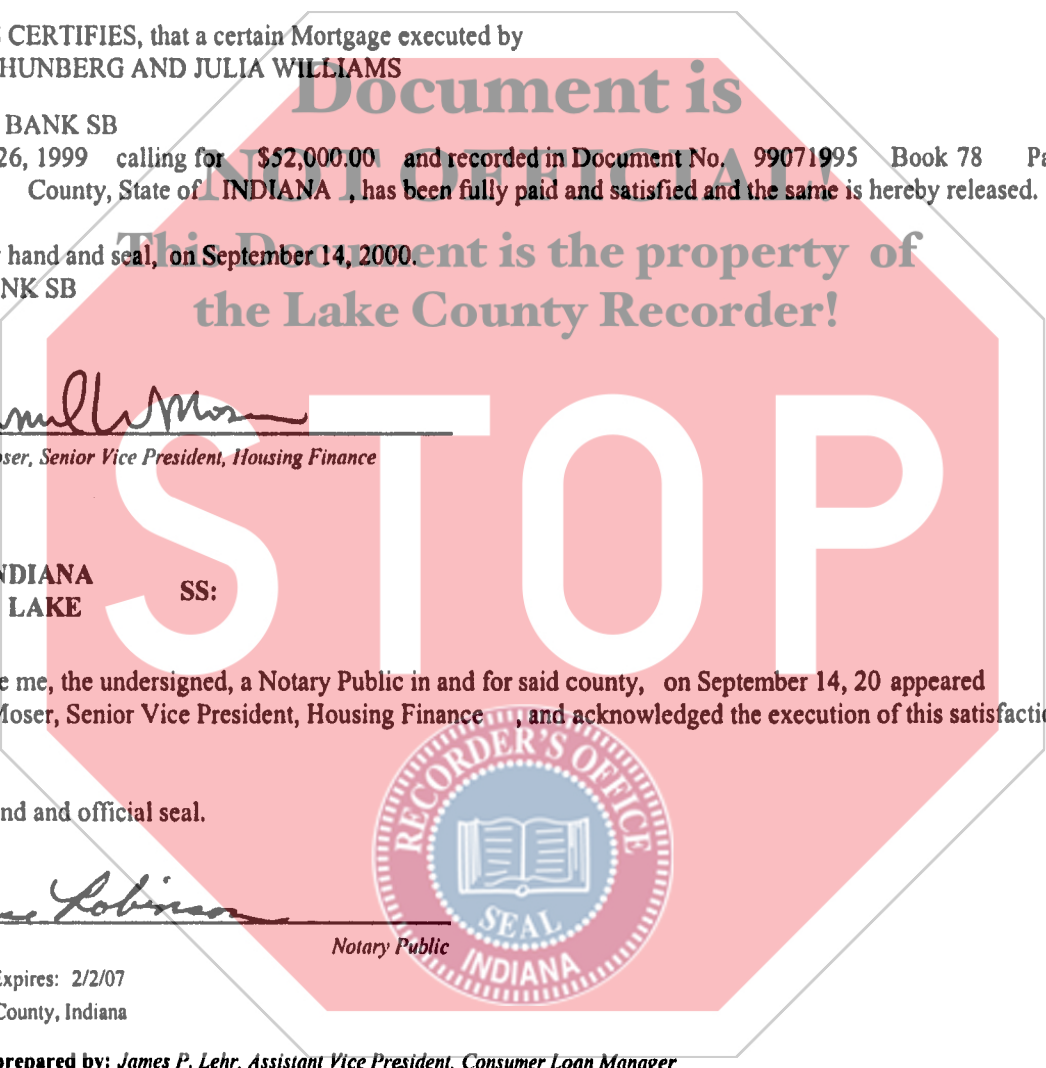 CERTIFIES, that a certain Mortgage executed by
HUNBERG AND JULIA WILLIAMS
Document is
BANK SB
26, 1999 calling for $52,000.00 and recorded in Document No. 99071995 Book 78 Pa
NOT OFFICIAL!
County, State of INDIANA , has been fully paid and satisfied and the same is hereby released.
hand and seal, on September 14, 2000.
This Document is the property of
NK SB
the Lake County Recorder!
oser, Senior Vice President, Housing Finance
STOP
NDIANA
SS:
LAKE
e me, the undersigned, a Notary Public in and for said county, on September 14, 20 appeared
Moser, Senior Vice President, Housing Finance , and acknowledged the execution of this satisfactio
RECORDER'S OFFICE
SEAL
INDIANA
nd and official seal.
Robinson
Notary Public
Expires: 2/2/07
County, Indiana
prepared by: James P. Lehr, Assistant Vice President, Consumer Loan Manager